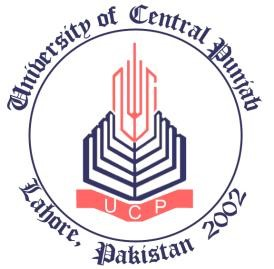 University of Central Punjab
UCP
Lahore, Pakistan 2002